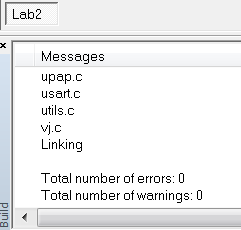 Lab2
Messages
upap.c
usart.c
utils.c
vj.c
Linking
Total number of errors: 0
Total number of warnings: 0
Build